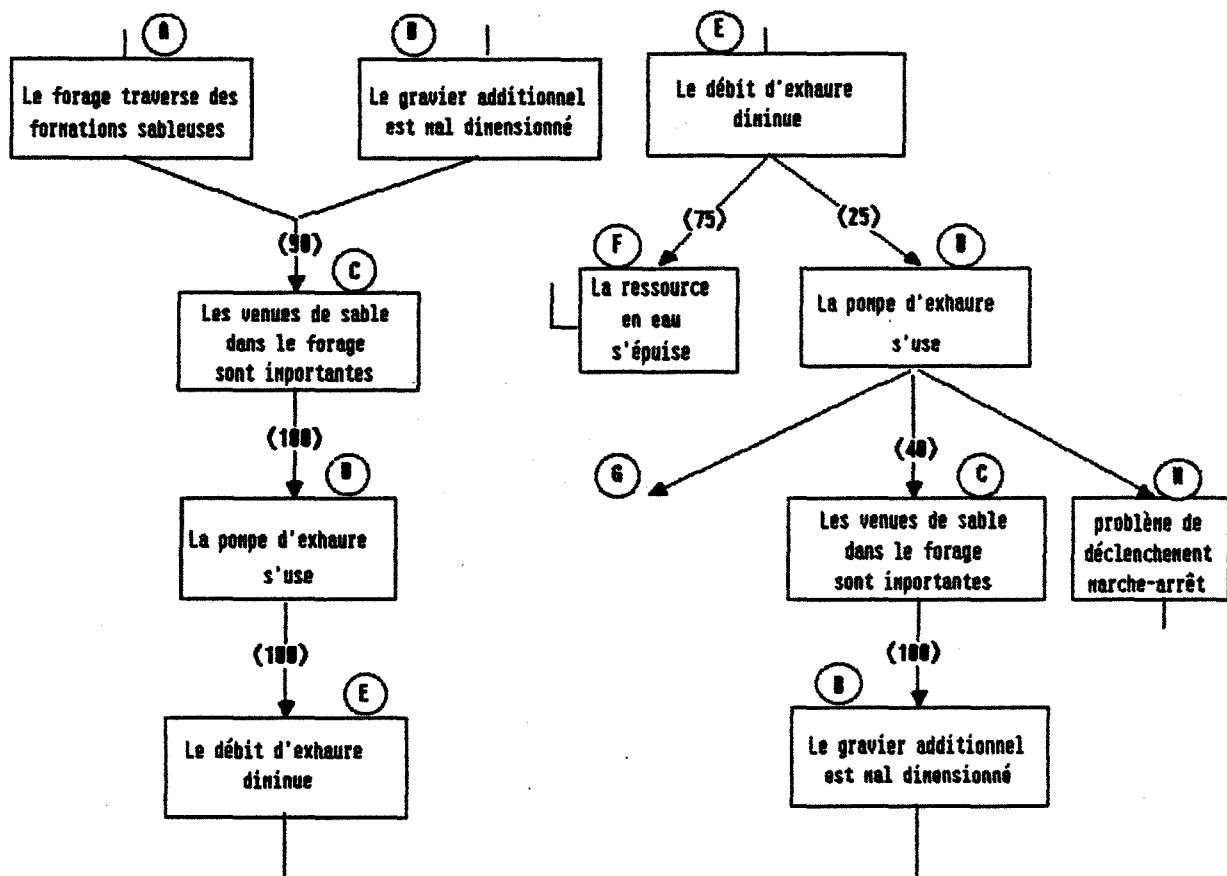 A
Le forage traverse des
formations sableuses
B
Le gravier additionnel
est mal dimensionné
(90)
C
Les venues de sable
dans le forage
sont importantes
(100)
D
La pompe d'exhaure
s'use
(100)
E
Le débit d'exhaure
diminue
E
Le débit d'exhaure
diminue
(75)
(25)
F
La ressource
en eau
s'épuise
D
La pompe d'exhaure
s'use
G
(40)
C
Les venues de sable
dans le forage
sont importantes
problème de
déclenchement
marche-arrêt
(100)
B
Le gravier additionnel
est mal dimensionné